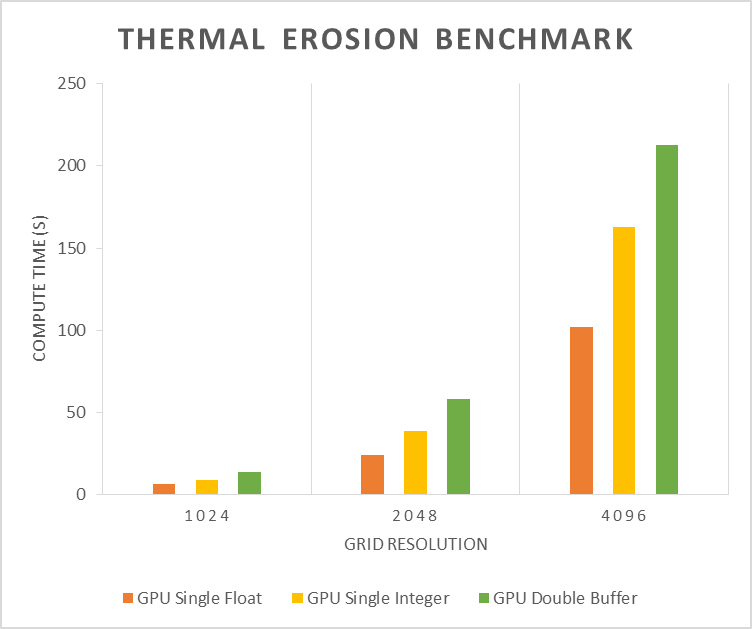 THERMAL EROSION BENCHMARK
250
200
150
100
50
0
COMPUTE TIME (S)
1024 2048 4096
GRID RESOLUTION
GPU Single Float GPU Single Integer GPU Double Buffer